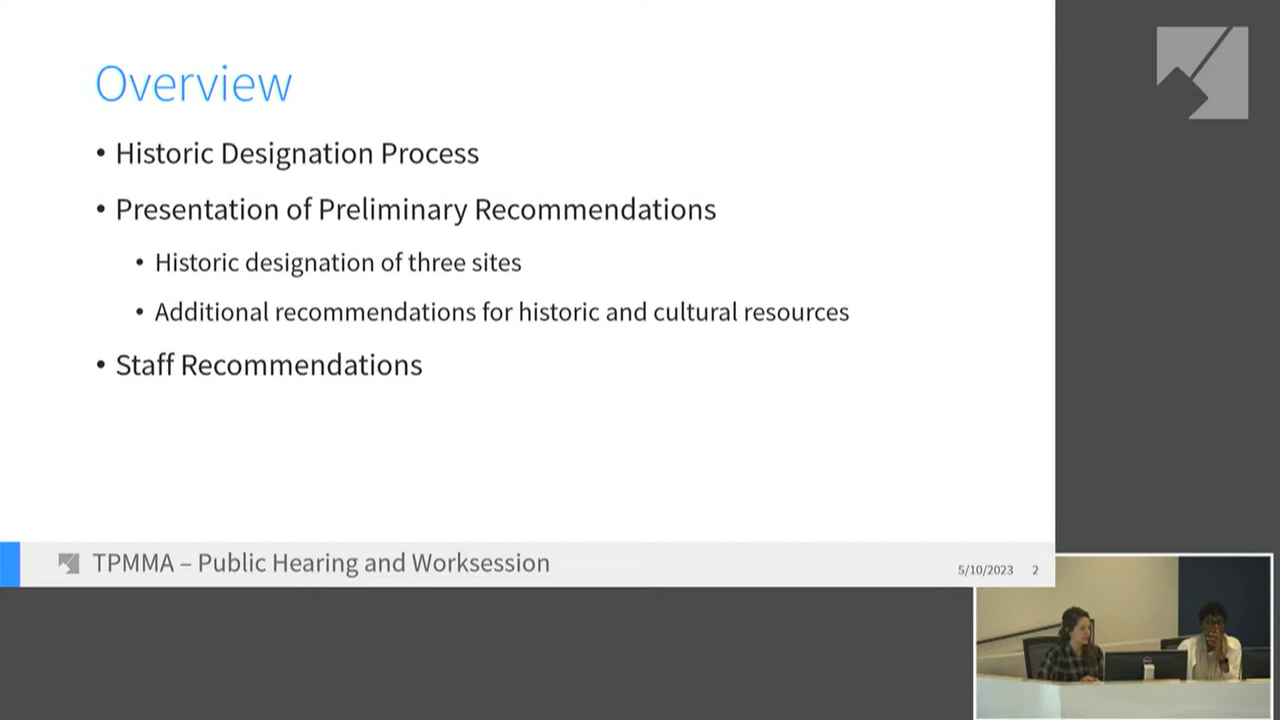 Overview
• Historic Designation Process
• Presentation of Preliminary Recommendations
• Historic designation of three sites
• Additional recommendations for historic and cultural resources
• Staff Recommendations
TPMMA – Public Hearing and Worksession
5/10/2023 2